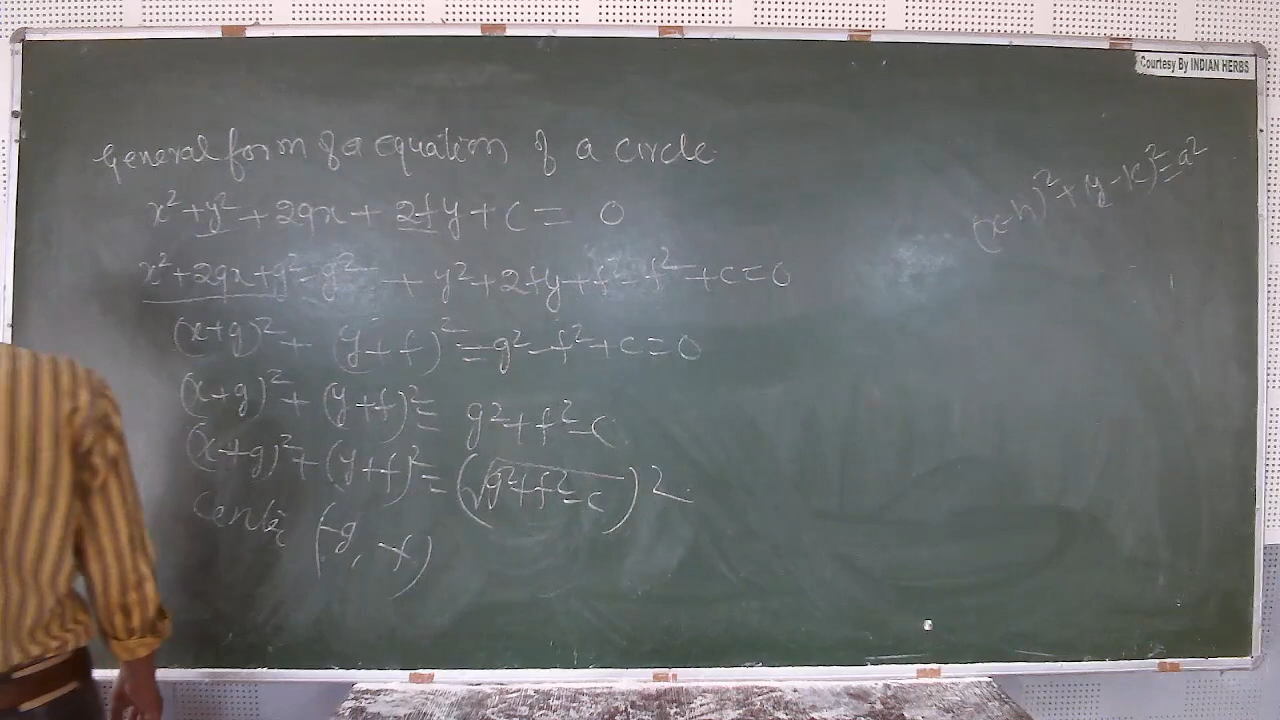 Courtesy By INDIAN HERBS
General form of a equation of a circle
x² + y² + 2gx + 2fy + c = 0
(x-h)² + (y-k)² = a²
x² + 2gx + g² - g² + y² + 2fy + f² - f² + c = 0
(x+g)² + (y+f)² = g² - f² + c = 0
(x+g)² + (y+f)² = g² + f² - c
(x+g)² + (y+f)² = (√g²+f²-c)²
(-g, -f)